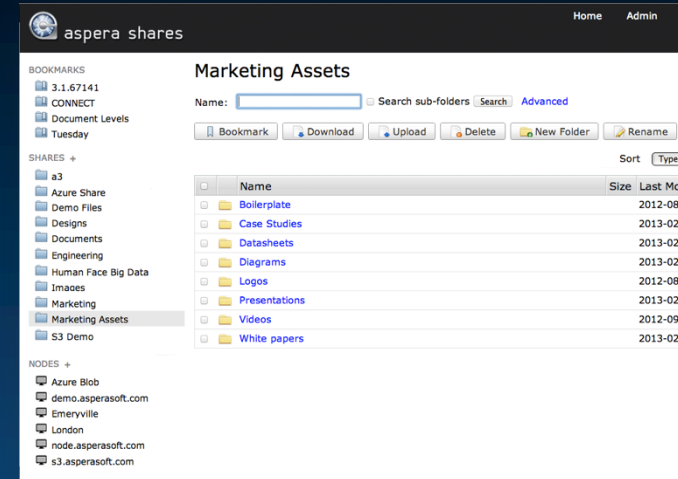 Home Admin
aspera shares
BOOKMARKS
3.1.67141
CONNECT
Document Levels
Tuesday
SHARES +
a3
Azure Share
Demo Files
Designs
Documents
Engineering
Human Face Big Data
Images
Marketing
Marketing Assets
S3 Demo
NODES +
Azure Blob
demo.asperasoft.com
Emeryville
London
node.asperasoft.com
s3.asperasoft.com
Marketing Assets
Name: Search sub-folders Search Advanced
Bookmark Download Upload Delete New Folder Rename
Sort Type
Name Size Last Mo
Boilerplate 2012-08
Case Studies 2013-02
Datasheets 2013-02
Diagrams 2013-02
Logos 2012-08
Presentations 2013-02
Videos 2012-09
White papers 2013-02